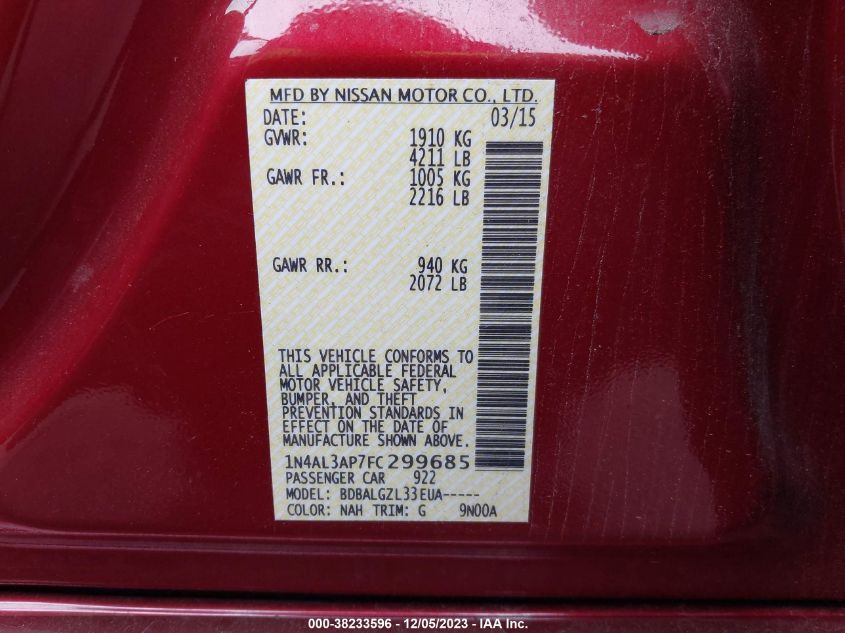 MFD BY NISSAN MOTOR CO., LTD.
DATE: 03/15
GVWR: 1910 KG
4211 LB
GAWR FR.: 1005 KG
2216 LB
GAWR RR.: 940 KG
2072 LB
THIS VEHICLE CONFORMS TO
ALL APPLICABLE FEDERAL
MOTOR VEHICLE SAFETY,
BUMPER, AND THEFT
PREVENTION STANDARDS IN
EFFECT ON THE DATE OF
MANUFACTURE SHOWN ABOVE.
1N4AL3AP7FC299685
PASSENGER CAR 922
MODEL: BDBALGZL33EUA-----
COLOR: NAH TRIM: G 9N00A
000-38233596 - 12/05/2023 - IAA Inc.